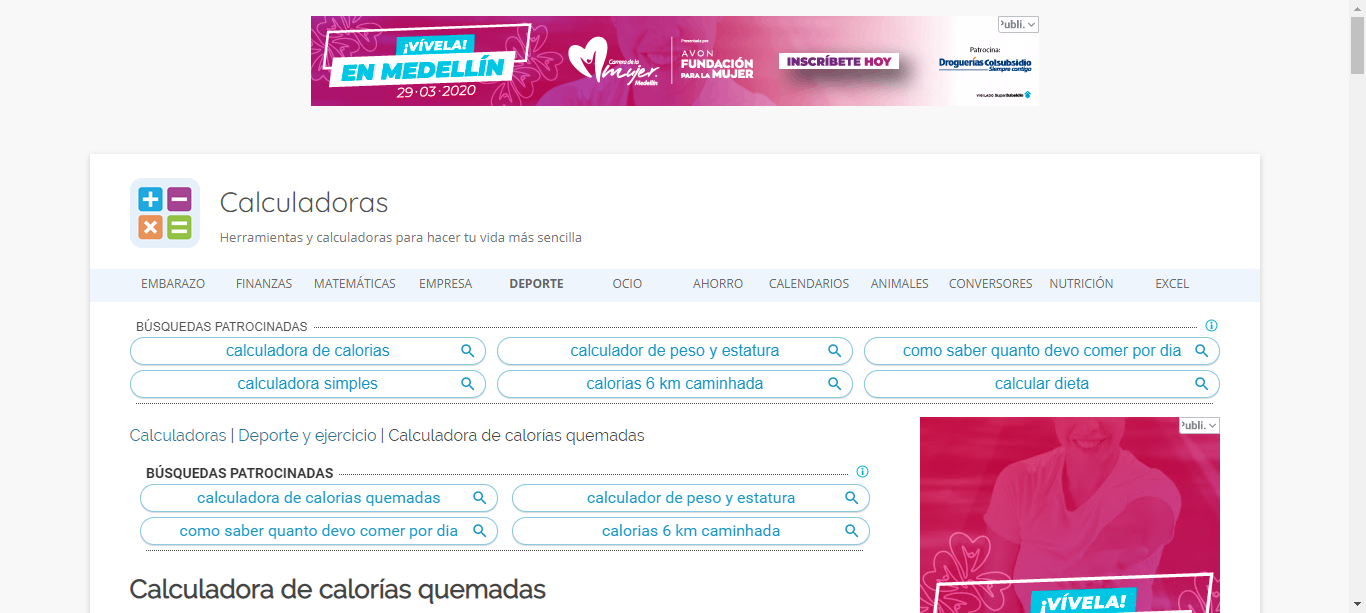 Publi.
¡VÍVELA!
EN MEDELLÍN
29·03·2020
Carrera de la
mujer.
Medellín
Presentada por
AVON
FUNDACIÓN
PARA LA MUJER
INSCRÍBETE HOY
Patrocina:
Droguerías Colsubsidio
Siempre contigo
VIGILADO SuperSubsidio
Calculadoras
Herramientas y calculadoras para hacer tu vida más sencilla
EMBARAZO FINANZAS MATEMÁTICAS EMPRESA DEPORTE OCIO AHORRO CALENDARIOS ANIMALES CONVERSORES NUTRICIÓN EXCEL
BÚSQUEDAS PATROCINADAS
calculadora de calorias calculador de peso y estatura como saber quanto devo comer por dia
calculadora simples calorias 6 km caminhada calcular dieta
Calculadoras | Deporte y ejercicio | Calculadora de calorías quemadas
Publi.
BÚSQUEDAS PATROCINADAS
calculadora de calorias quemadas calculador de peso y estatura
como saber quanto devo comer por dia calorias 6 km caminhada
Calculadora de calorías quemadas
¡VÍVELA!